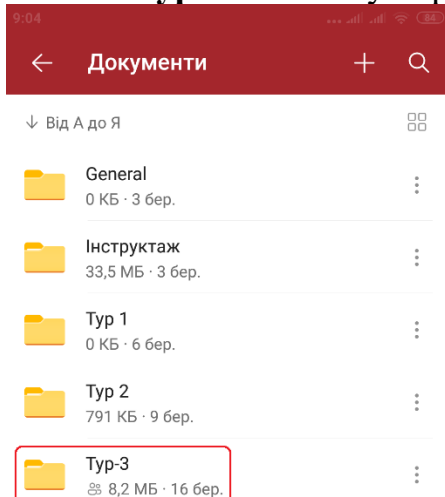 9:04
84
Документи
Від А до Я
General
0 КБ · 3 бер.
Інструктаж
33,5 МБ · 3 бер.
Тур 1
0 КБ · 6 бер.
Тур 2
791 КБ · 9 бер.
Тур-3
8,2 МБ · 16 бер.